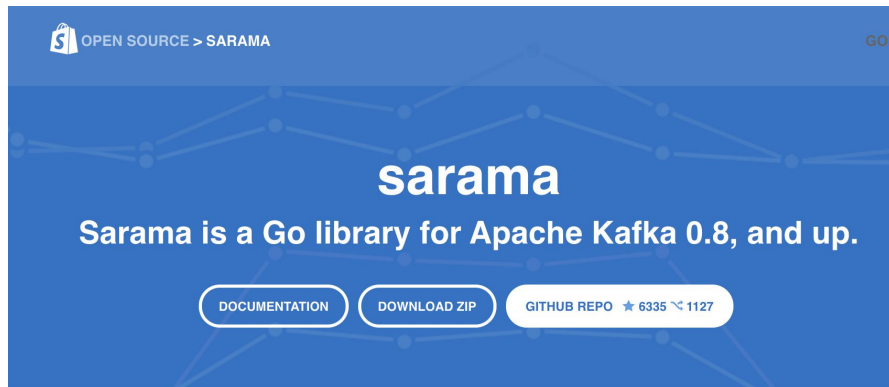 OPEN SOURCE > SARAMA
GO
sarama
Sarama is a Go library for Apache Kafka 0.8, and up.
DOCUMENTATION
DOWNLOAD ZIP
GITHUB REPO 6335 1127